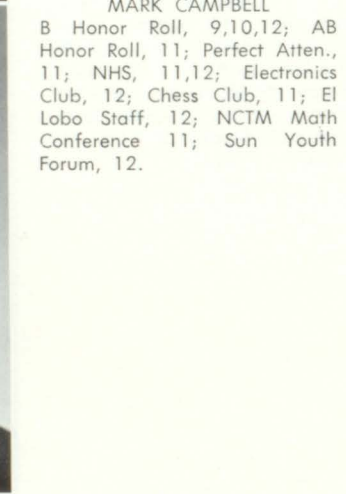 MARK CAMPBELL
B Honor Roll, 9,10,12; AB
Honor Roll, 11; Perfect Atten.,
11; NHS, 11,12; Electronics
Club, 12; Chess Club, 11; El
Lobo Staff, 12; NCTM Math
Conference 11; Sun Youth
Forum, 12.